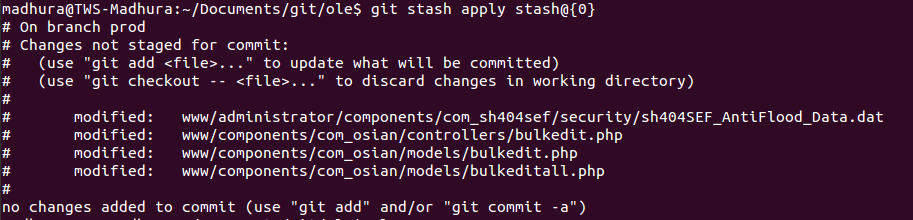 madhura@TWS-Madhura:~/Documents/git/ole$ git stash apply stash@{0}
# On branch prod
# Changes not staged for commit:
#   (use "git add <file>..." to update what will be committed)
#   (use "git checkout -- <file>..." to discard changes in working directory)
#
#       modified:   www/administrator/components/com_sh404sef/security/sh404SEF_AntiFlood_Data.dat
#       modified:   www/components/com_osian/controllers/bulkedit.php
#       modified:   www/components/com_osian/models/bulkedit.php
#       modified:   www/components/com_osian/models/bulkeditall.php
#
no changes added to commit (use "git add" and/or "git commit -a")